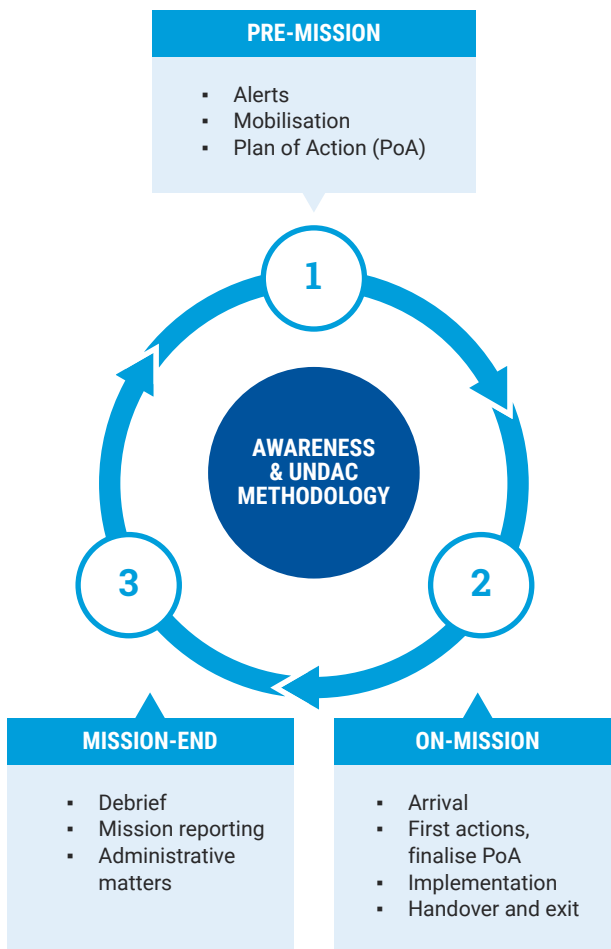 PRE-MISSION
▪ Alerts
▪ Mobilisation
▪ Plan of Action (PoA)
1
AWARENESS
& UNDAC
METHODOLOGY
3
2
MISSION-END
▪ Debrief
▪ Mission reporting
▪ Administrative
matters
ON-MISSION
▪ Arrival
▪ First actions,
finalise PoA
▪ Implementation
▪ Handover and exit